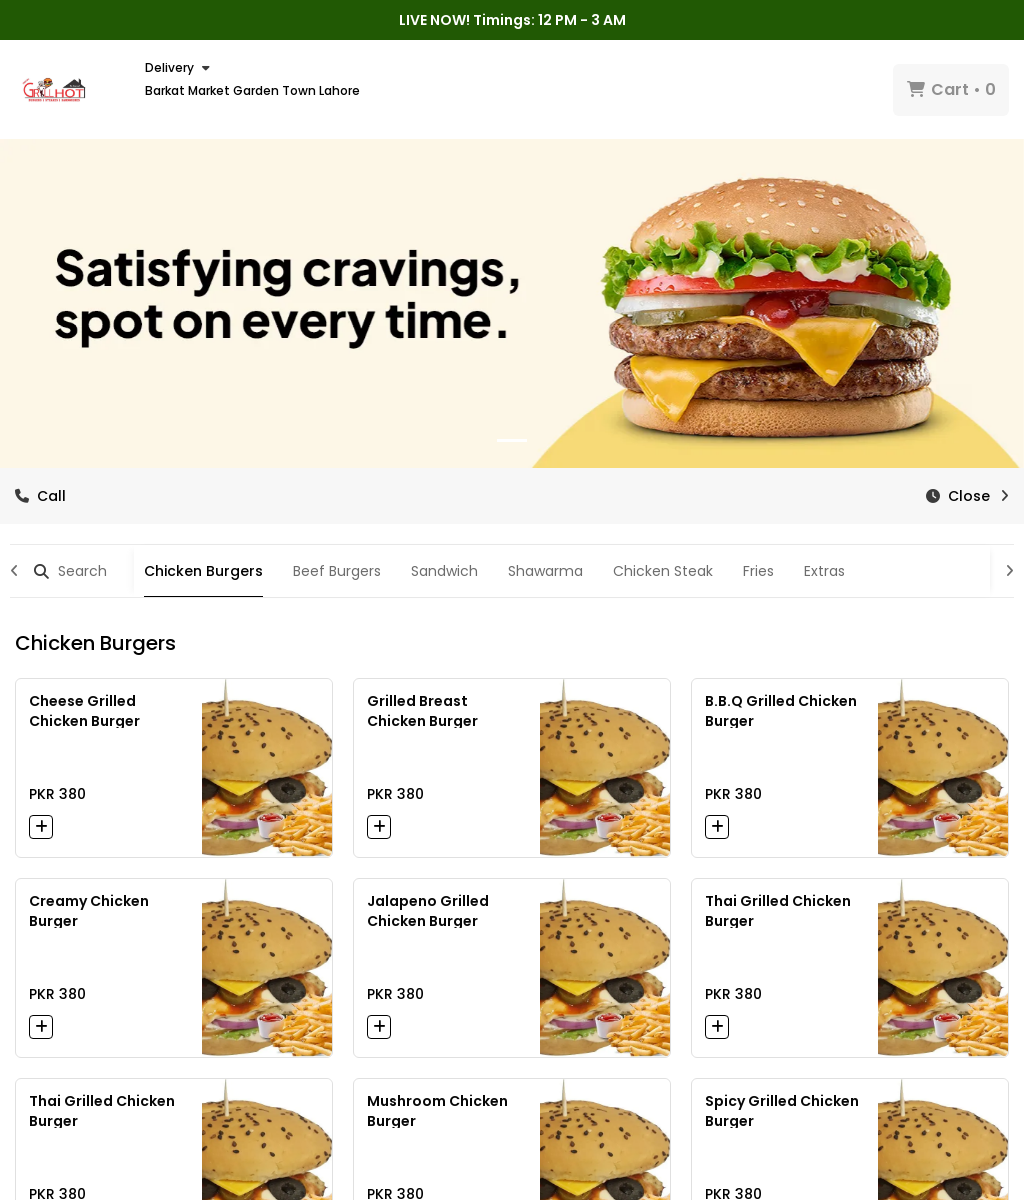 LIVE NOW! Timings: 12 PM - 3 AM
GRILL HOT
Delivery
Barkat Market Garden Town Lahore
Cart • 0
Satisfying cravings,
spot on every time.
Call
Close
Search
Chicken Burgers
Beef Burgers
Sandwich
Shawarma
Chicken Steak
Fries
Extras
Chicken Burgers
Cheese Grilled
Chicken Burger
PKR 380
Grilled Breast
Chicken Burger
PKR 380
B.B.Q Grilled Chicken
Burger
PKR 380
Creamy Chicken
Burger
PKR 380
Jalapeno Grilled
Chicken Burger
PKR 380
Thai Grilled Chicken
Burger
PKR 380
Thai Grilled Chicken
Burger
PKR 380
Mushroom Chicken
Burger
PKR 380
Spicy Grilled Chicken
Burger
PKR 380